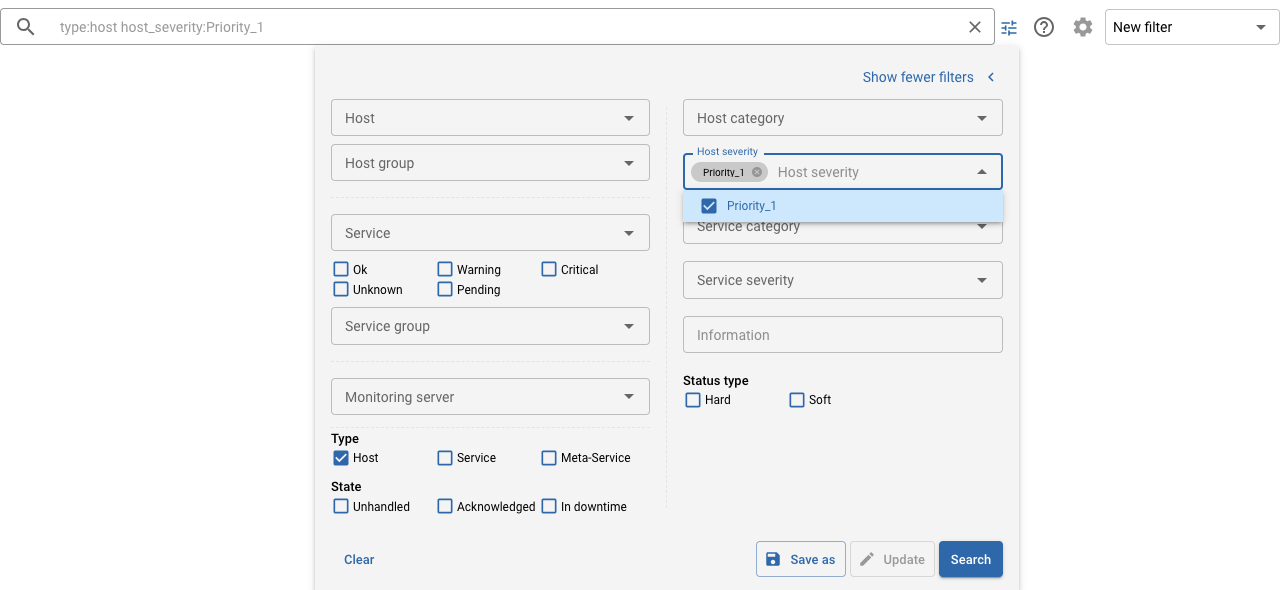 type:host host_severity:Priority_1
New filter
Show fewer filters
Host
Host group
Service
Ok Warning Critical
Unknown Pending
Service group
Monitoring server
Type
Host Service Meta-Service
State
Unhandled Acknowledged In downtime
Host category
Host severity
Priority_1 Host severity
Priority_1
Service category
Service severity
Information
Status type
Hard Soft
Clear Save as Update Search